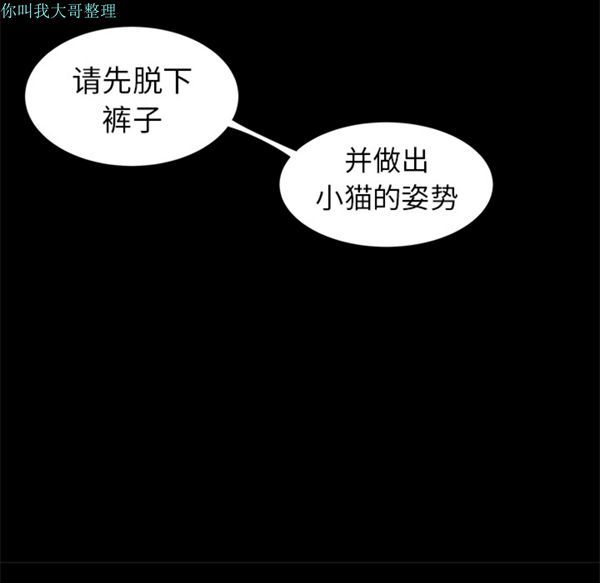 你叫我大哥整理
请先脱下
裤子
并做出
小猫的姿势